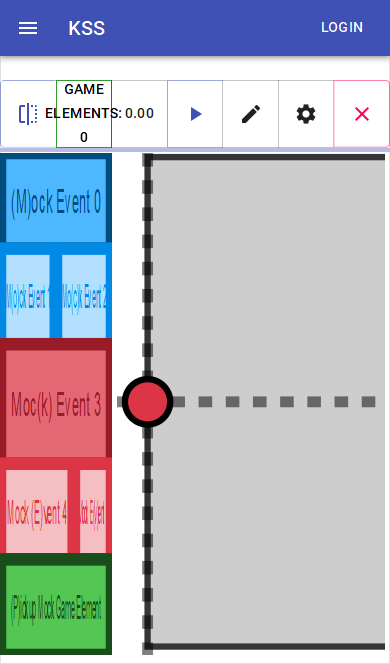 KSS
LOGIN
GAME
ELEMENTS: 0.00
0
(M)ock Event 0
M(o)ck Event 1
Mo(c)k Event 2
Moc(k) Event 3
Mock (E)vent 4
(P)ickup Mock Game Element